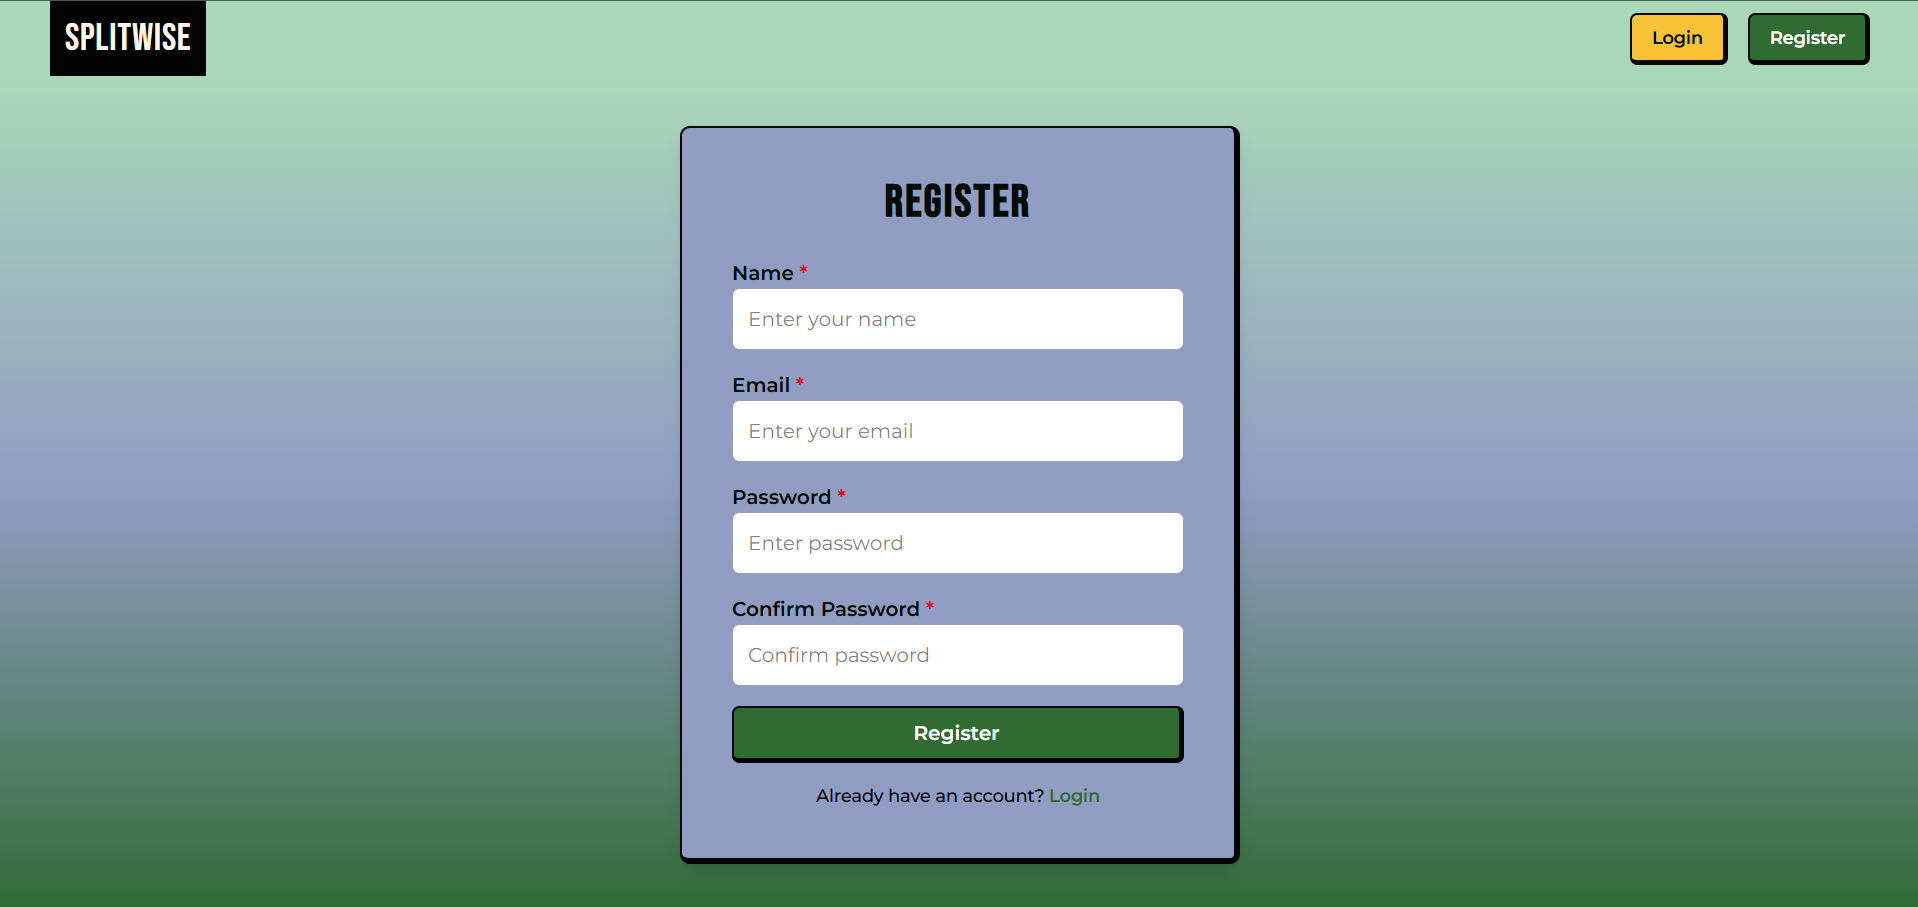 SPLITWISE
Login
Register
REGISTER
Name *
Enter your name
Email *
Enter your email
Password *
Enter password
Confirm Password *
Confirm password
Register
Already have an account? Login